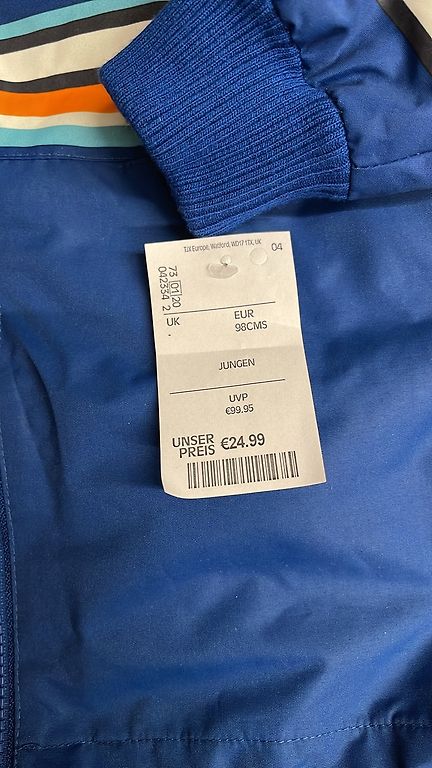 TJX Europe, Watford, WD17 1TX, UK
04
73 01 20
042334 2
UK EUR
- 98CMS
JUNGEN
UVP
€99.95
UNSER
PREIS €24.99